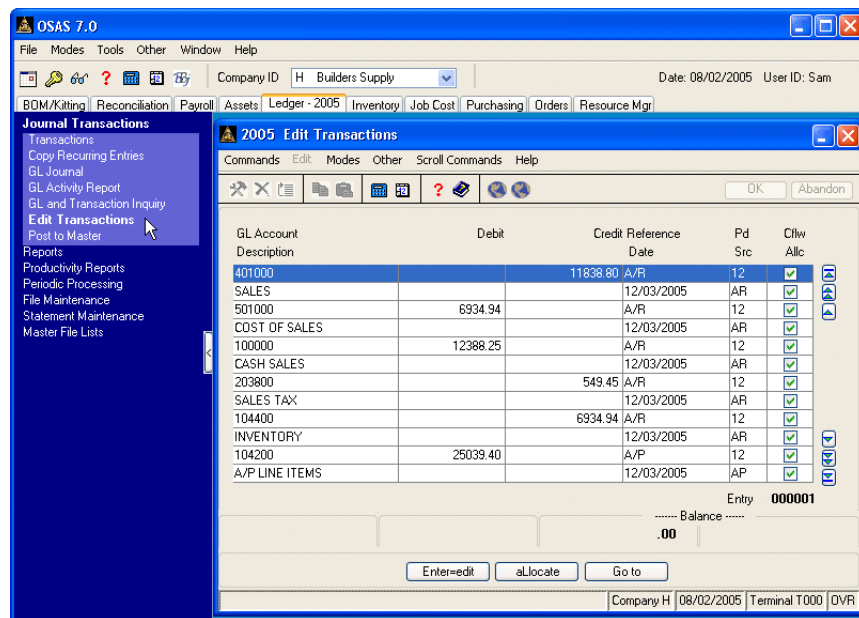 OSAS 7.0
File Modes Tools Other Window Help
Company ID H Builders Supply Date: 08/02/2005 User ID: Sam
BOM/Kitting Reconciliation Payroll Assets Ledger - 2005 Inventory Job Cost Purchasing Orders Resource Mgr
Journal Transactions
Transactions
Copy Recurring Entries
GL Journal
GL Activity Report
GL and Transaction Inquiry
Edit Transactions
Post to Master
Reports
Productivity Reports
Periodic Processing
File Maintenance
Statement Maintenance
Master File Lists
2005 Edit Transactions
Commands Edit Modes Other Scroll Commands Help
OK Abandon
GL Account Debit Credit Reference Pd Cflw
Description Date Src Allc
401000 11838.80 A/R 12
SALES 12/03/2005 AR
501000 6934.94 A/R 12
COST OF SALES 12/03/2005 AR
100000 12388.25 A/R 12
CASH SALES 12/03/2005 AR
203800 549.45 A/R 12
SALES TAX 12/03/2005 AR
104400 6934.94 A/R 12
INVENTORY 12/03/2005 AR
104200 25039.40 A/P 12
A/P LINE ITEMS 12/03/2005 AP
Entry 000001
------- Balance ------
.00
Enter=edit aLlocate Go to
Company H 08/02/2005 Terminal T000 OVR